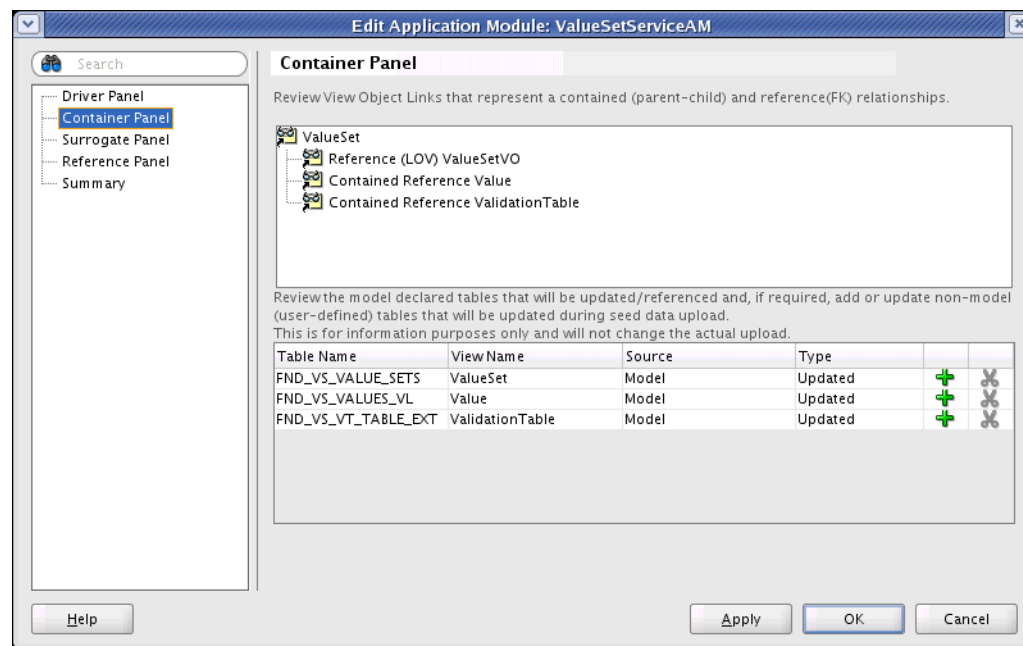 Edit Application Module: ValueSetServiceAM
Search
Driver Panel
Container Panel
Surrogate Panel
Reference Panel
Summary
Container Panel
Review View Object Links that represent a contained (parent-child) and reference(FK) relationships.
ValueSet
Reference (LOV) ValueSetVO
Contained Reference Value
Contained Reference ValidationTable
Review the model declared tables that will be updated/referenced and, if required, add or update non-model
(user-defined) tables that will be updated during seed data upload.
This is for information purposes only and will not change the actual upload.
Table Name View Name Source Type
FND_VS_VALUE_SETS ValueSet Model Updated
FND_VS_VALUES_VL Value Model Updated
FND_VS_VT_TABLE_EXT ValidationTable Model Updated
Help Apply OK Cancel